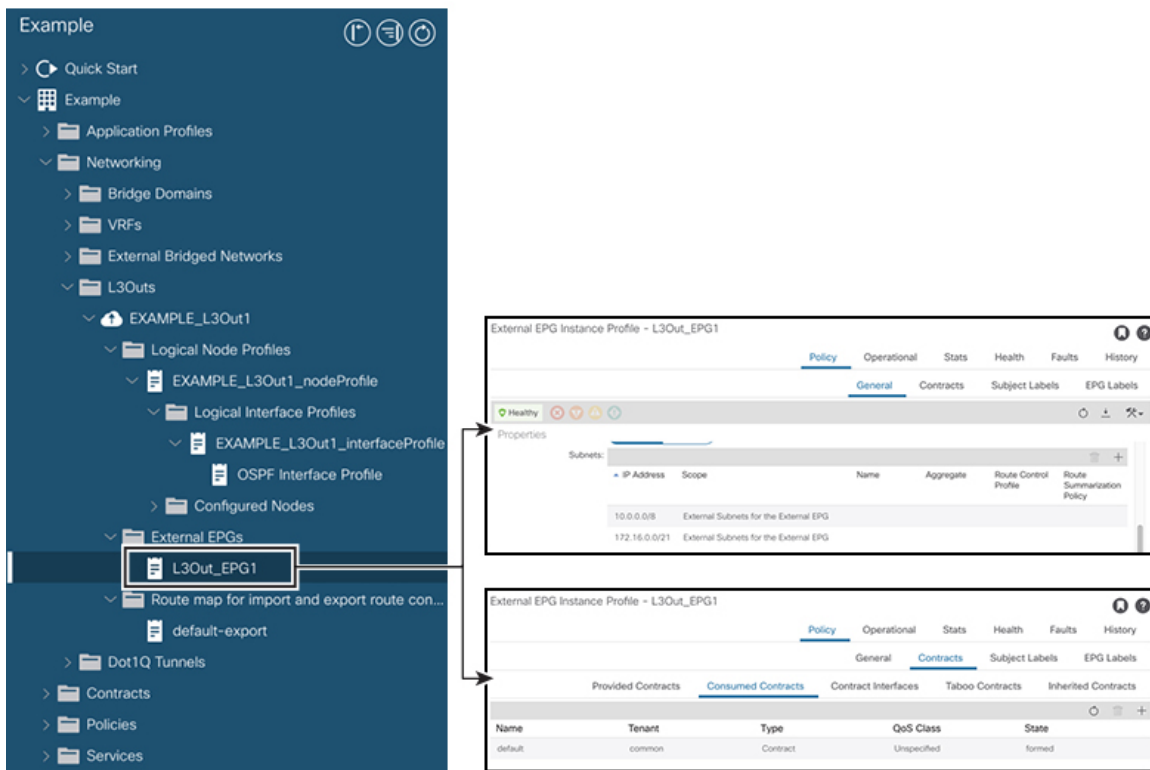 Example
Quick Start
Example
Application Profiles
Networking
Bridge Domains
VRFs
External Bridged Networks
L3Outs
EXAMPLE_L3Out1
Logical Node Profiles
EXAMPLE_L3Out1_nodeProfile
Logical Interface Profiles
EXAMPLE_L3Out1_interfaceProfile
OSPF Interface Profile
Configured Nodes
External EPGs
L3Out_EPG1
Route map for import and export route con...
default-export
Dot1Q Tunnels
Contracts
Policies
Services
External EPG Instance Profile - L3Out_EPG1
Policy Operational Stats Health Faults History
General Contracts Subject Labels EPG Labels
Healthy
Properties
Subnets:
IP Address Scope Name Aggregate Route Control Profile Route Summarization Policy
10.0.0.0/8 External Subnets for the External EPG
172.16.0.0/21 External Subnets for the External EPG
External EPG Instance Profile - L3Out_EPG1
Policy Operational Stats Health Faults History
General Contracts Subject Labels EPG Labels
Provided Contracts Consumed Contracts Contract Interfaces Taboo Contracts Inherited Contracts
Name Tenant Type QoS Class State
default common Contract Unspecified formed